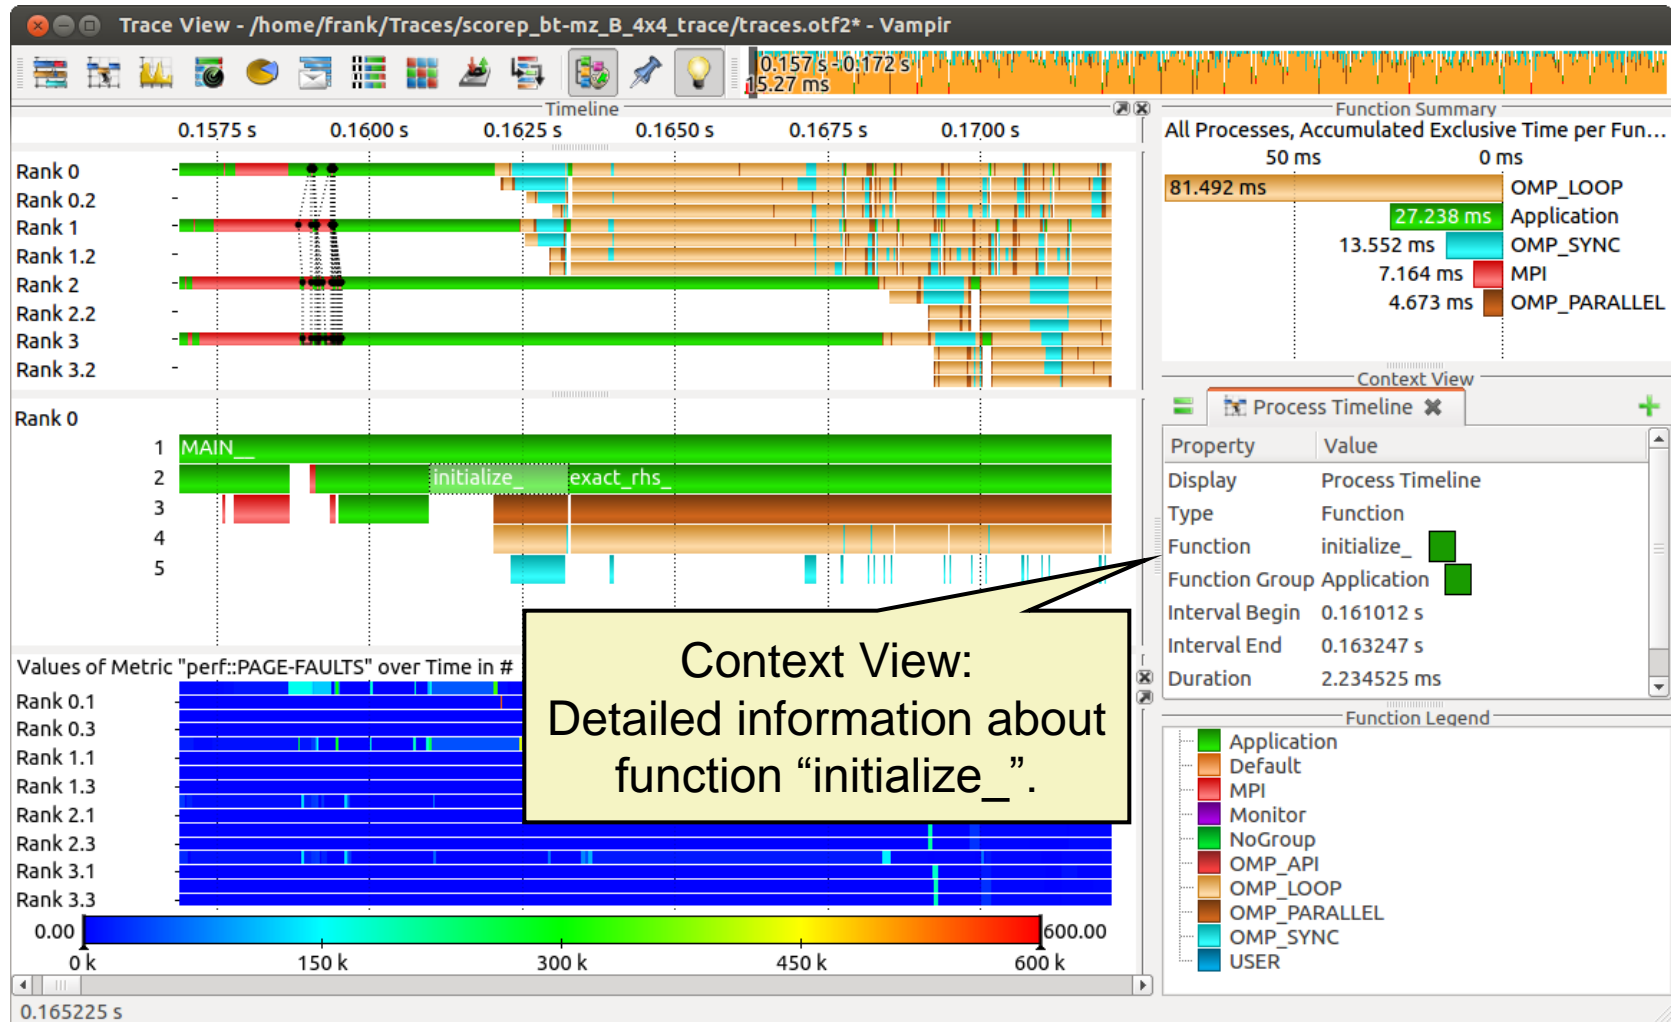 Trace View - /home/frank/Traces/scorep_bt-mz_B_4x4_trace/traces.otf2* - Vampir
0.157 s - 0.172 s
15.27 ms
Timeline
0.1575 s 0.1600 s 0.1625 s 0.1650 s 0.1675 s 0.1700 s
Rank 0
Rank 0.2
Rank 1
Rank 1.2
Rank 2
Rank 2.2
Rank 3
Rank 3.2
Rank 0
1 MAIN__
2 initialize_ exact_rhs_
3
4
5
Values of Metric "perf::PAGE-FAULTS" over Time in #
Rank 0.1
Rank 0.3
Rank 1.1
Rank 1.3
Rank 2.1
Rank 2.3
Rank 3.1
Rank 3.3
0.00 600.00
0 k 150 k 300 k 450 k 600 k
0.165225 s
Function Summary
All Processes, Accumulated Exclusive Time per Fun...
50 ms 0 ms
81.492 ms OMP_LOOP
27.238 ms Application
13.552 ms OMP_SYNC
7.164 ms MPI
4.673 ms OMP_PARALLEL
Context View
Process Timeline
Property Value
Display Process Timeline
Type Function
Function initialize_
Function Group Application
Interval Begin 0.161012 s
Interval End 0.163247 s
Duration 2.234525 ms
Function Legend
Application
Default
MPI
Monitor
NoGroup
OMP_API
OMP_LOOP
OMP_PARALLEL
OMP_SYNC
USER
Context View:
Detailed information about
function “initialize_”.